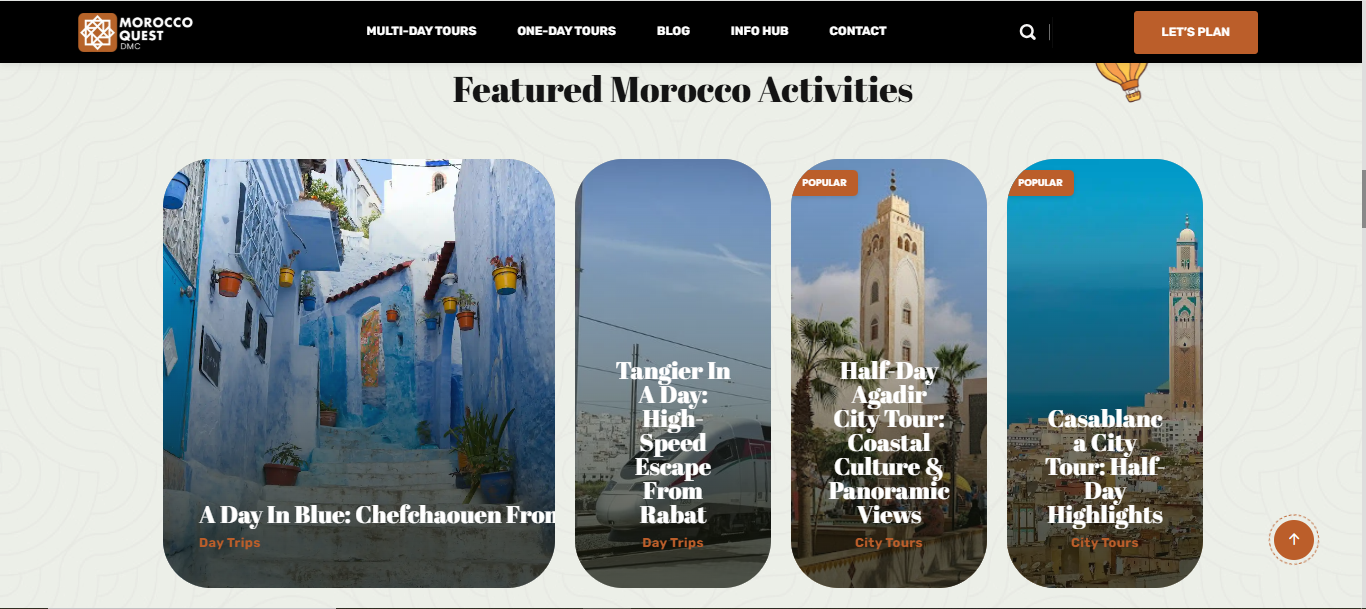 MOROCCO
QUEST
DMC
MULTI-DAY TOURS
ONE-DAY TOURS
BLOG
INFO HUB
CONTACT
LET'S PLAN
Featured Morocco Activities
A Day In Blue: Chefchaouen From
Day Trips
Tangier In
A Day:
High-
Speed
Escape
From
Rabat
Day Trips
POPULAR
Half-Day
Agadir
City Tour:
Coastal
Culture &
Panoramic
Views
City Tours
POPULAR
Casablanc
a City
Tour: Half-
Day
Highlights
City Tours